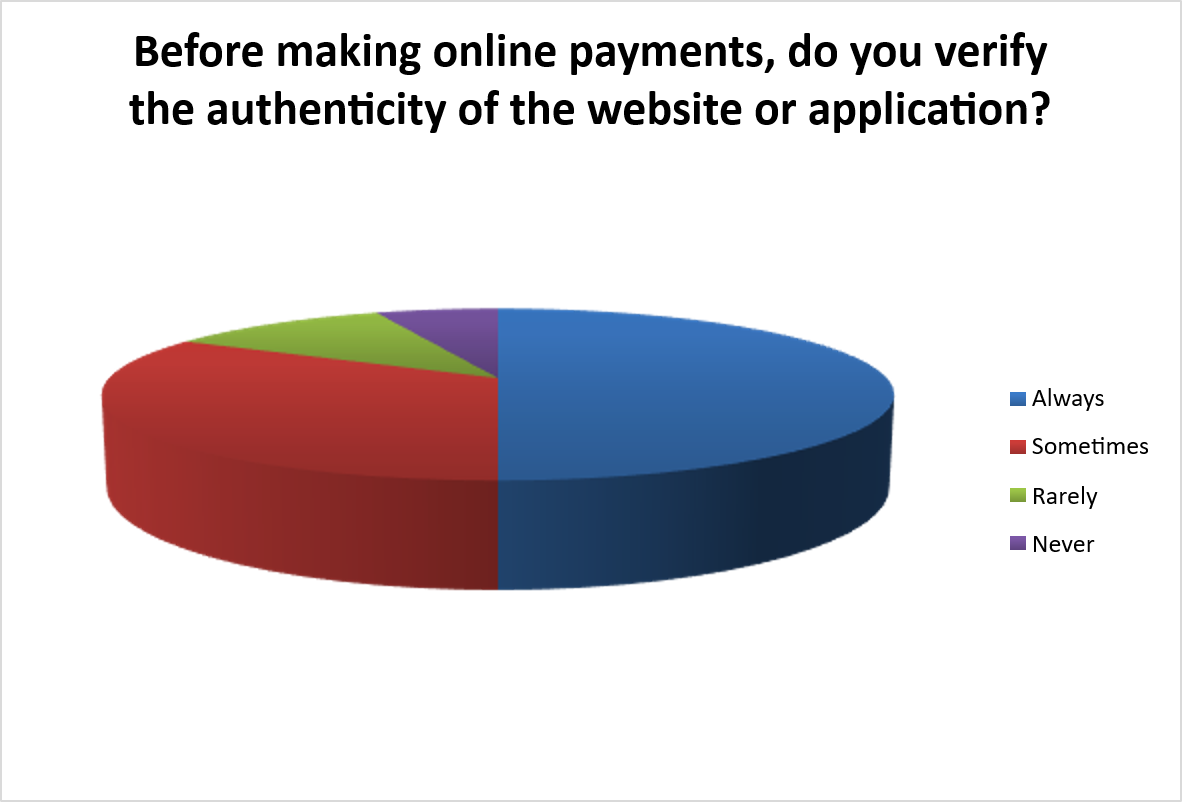 Before making online payments, do you verify
the authenticity of the website or application?
Always
Sometimes
Rarely
Never